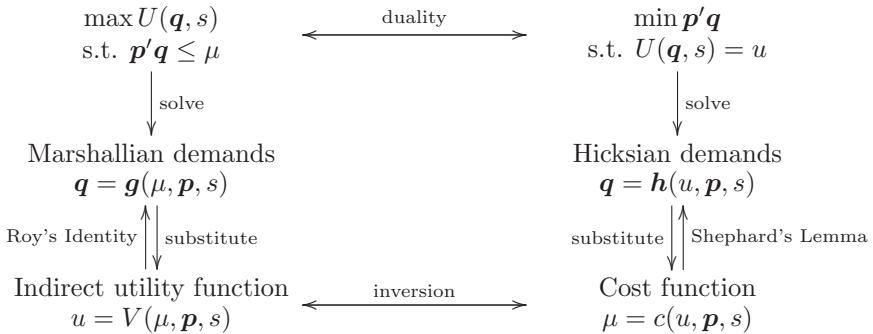 max U(q, s)
s.t. p′q ≤ μ
duality
min p′q
s.t. U(q, s) = u
solve
solve
Marshallian demands
q = g(μ, p, s)
Hicksian demands
q = h(u, p, s)
Roy's Identity
substitute
substitute
Shephard's Lemma
Indirect utility function
u = V(μ, p, s)
inversion
Cost function
μ = c(u, p, s)